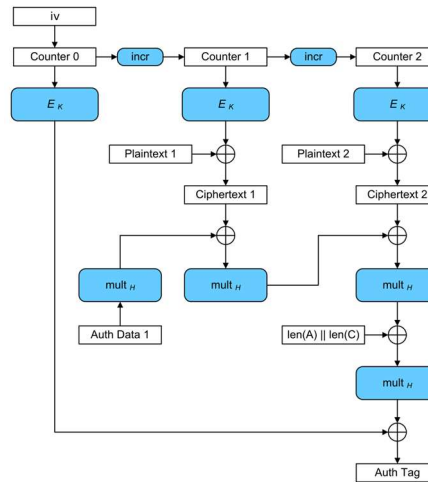 iv
Counter 0
incr
Counter 1
incr
Counter 2
E K
E K
E K
Plaintext 1
Plaintext 2
Ciphertext 1
Ciphertext 2
mult H
mult H
mult H
Auth Data 1
len(A) || len(C)
mult H
Auth Tag